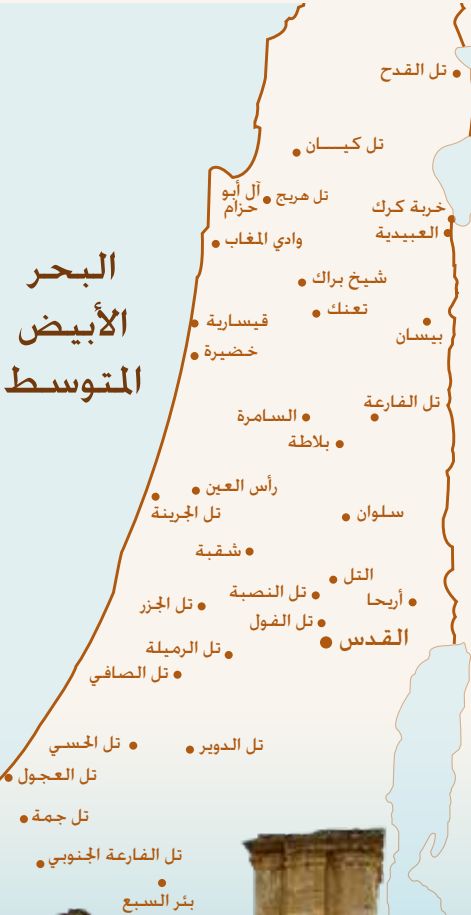 تل القدح
تل كيـــان
آل أبو
حزام
تل هربج
خربة كرك
العبيدية
وادي المغاب
البحر
الأبيض
المتوسط
شيخ براك
تعنك
قيسارية
بيسان
خضيرة
تل الفارعة
السامرة
بلاطة
رأس العين
تل الجرينة
سلوان
شقبة
التل
تل النصبة
أريحا
تل الجزر
تل الفول
القدس
تل الرميلة
تل الصافي
تل الحسي
تل الدوير
تل العجول
تل جمة
تل الفارعة الجنوبي
بئر السبع